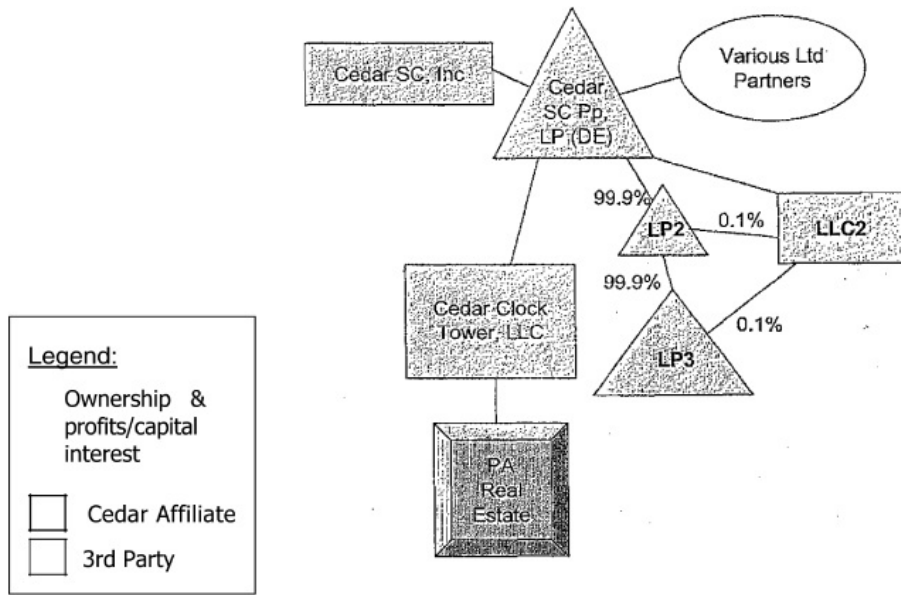 Cedar SC, Inc
Cedar
SC Pp,
LP (DE)
Various Ltd
Partners
99.9%
LP2
0.1%
LLC2
99.9%
0.1%
Cedar Clock
Tower, LLC
LP3
PA
Real
Estate
Legend:
Ownership &
profits/capital
interest
Cedar Affiliate
3rd Party